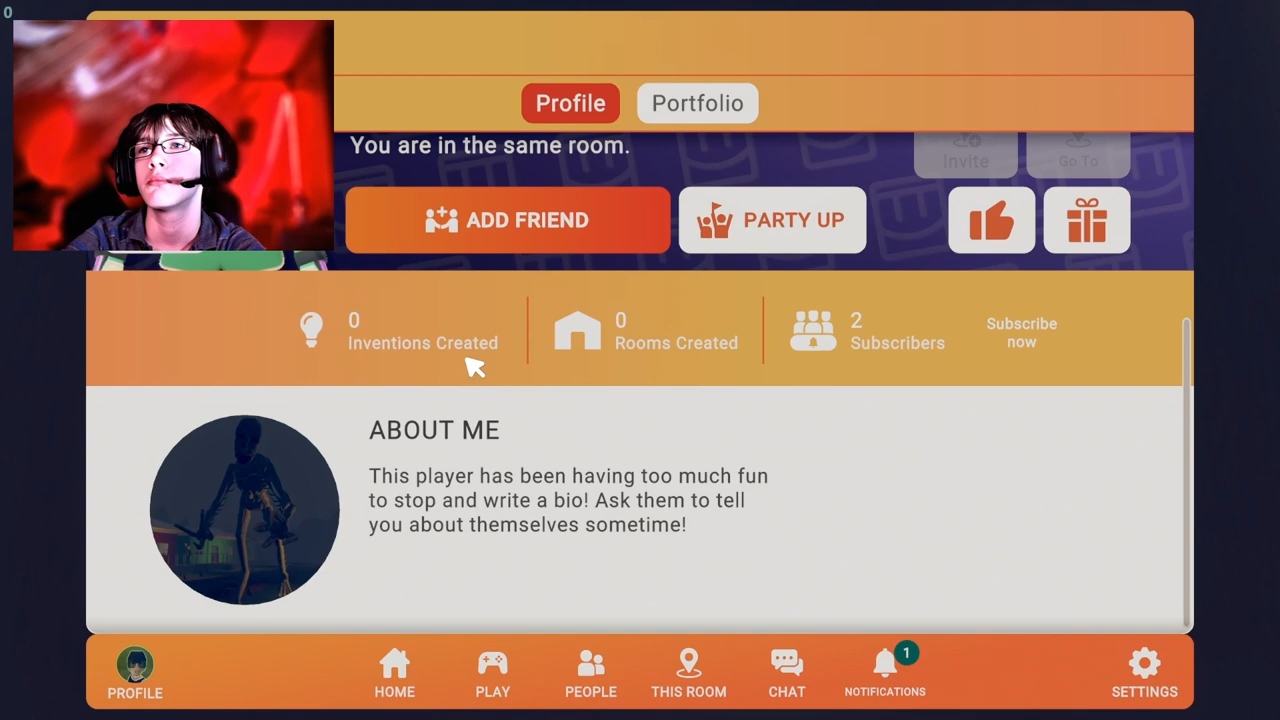 0
Profile
Portfolio
You are in the same room.
Invite
Go To
ADD FRIEND
PARTY UP
0
Inventions Created
0
Rooms Created
2
Subscribers
Subscribe
now
ABOUT ME
This player has been having too much fun
to stop and write a bio! Ask them to tell
you about themselves sometime!
1
PROFILE
HOME
PLAY
PEOPLE
THIS ROOM
CHAT
NOTIFICATIONS
SETTINGS